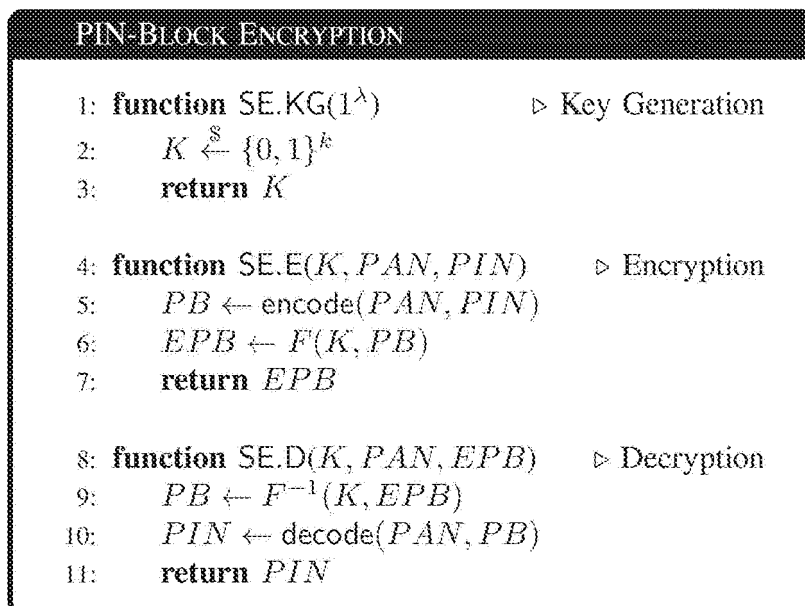 PIN-BLOCK ENCRYPTION
1: function SE.KG(1^λ) ▷ Key Generation
2: K ←$ {0, 1}^k
3: return K
4: function SE.E(K, PAN, PIN) ▷ Encryption
5: PB ← encode(PAN, PIN)
6: EPB ← F(K, PB)
7: return EPB
8: function SE.D(K, PAN, EPB) ▷ Decryption
9: PB ← F^{-1}(K, EPB)
10: PIN ← decode(PAN, PB)
11: return PIN